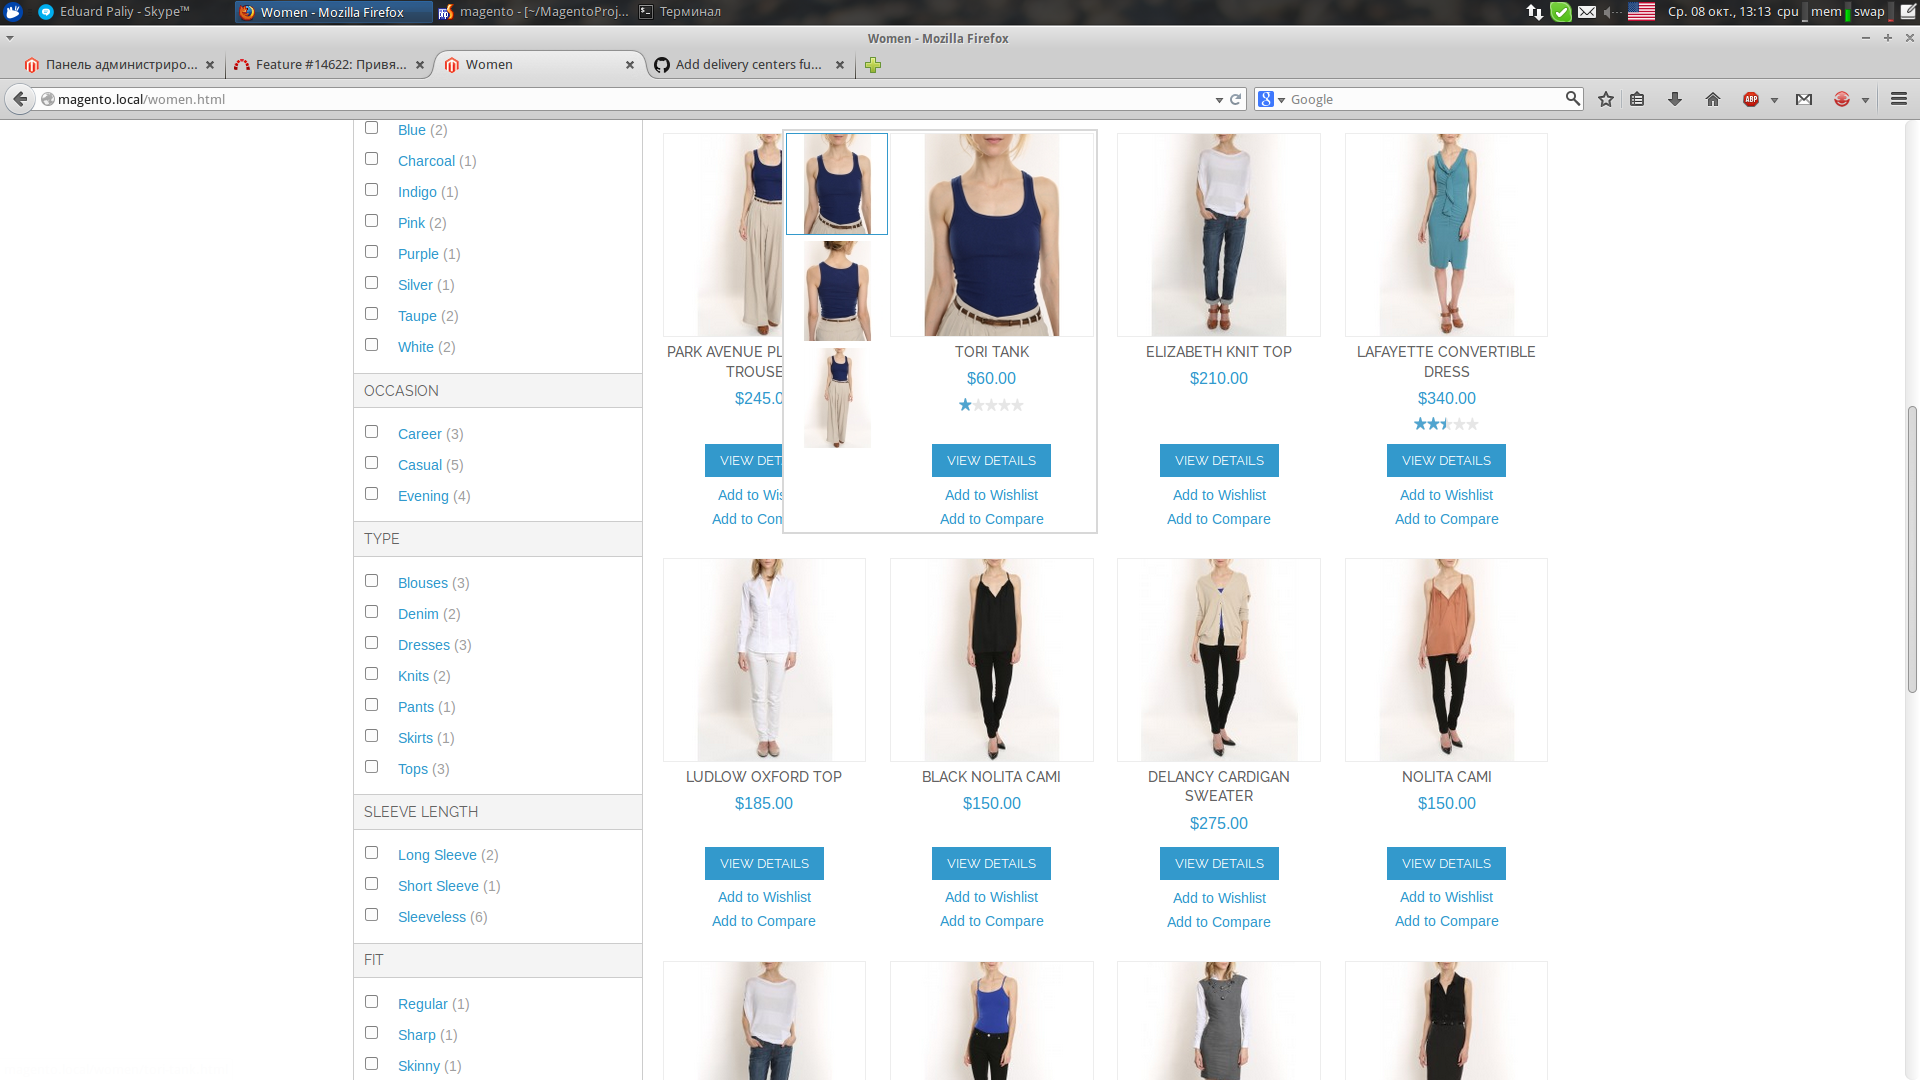 Eduard Paliy - Skype™
Women - Mozilla Firefox
magento - [~/MagentoProj...
Терминал
Ср. 08 окт., 13:13 cpu mem swap
Women - Mozilla Firefox
Панель администриро...
Feature #14622: Привя...
Women
Add delivery centers fu...
magento.local/women.html
Google
ABP
Blue (2)
Charcoal (1)
Indigo (1)
Pink (2)
Purple (1)
Silver (1)
Taupe (2)
White (2)
OCCASION
Career (3)
Casual (5)
Evening (4)
TYPE
Blouses (3)
Denim (2)
Dresses (3)
Knits (2)
Pants (1)
Skirts (1)
Tops (3)
SLEEVE LENGTH
Long Sleeve (2)
Short Sleeve (1)
Sleeveless (6)
FIT
Regular (1)
Sharp (1)
Skinny (1)
PARK AVENUE PL
TROUSE
$245.0
VIEW DET
Add to Wis
Add to Com
TORI TANK
$60.00
VIEW DETAILS
Add to Wishlist
Add to Compare
ELIZABETH KNIT TOP
$210.00
VIEW DETAILS
Add to Wishlist
Add to Compare
LAFAYETTE CONVERTIBLE
DRESS
$340.00
VIEW DETAILS
Add to Wishlist
Add to Compare
LUDLOW OXFORD TOP
$185.00
VIEW DETAILS
Add to Wishlist
Add to Compare
BLACK NOLITA CAMI
$150.00
VIEW DETAILS
Add to Wishlist
Add to Compare
DELANCY CARDIGAN
SWEATER
$275.00
VIEW DETAILS
Add to Wishlist
Add to Compare
NOLITA CAMI
$150.00
VIEW DETAILS
Add to Wishlist
Add to Compare